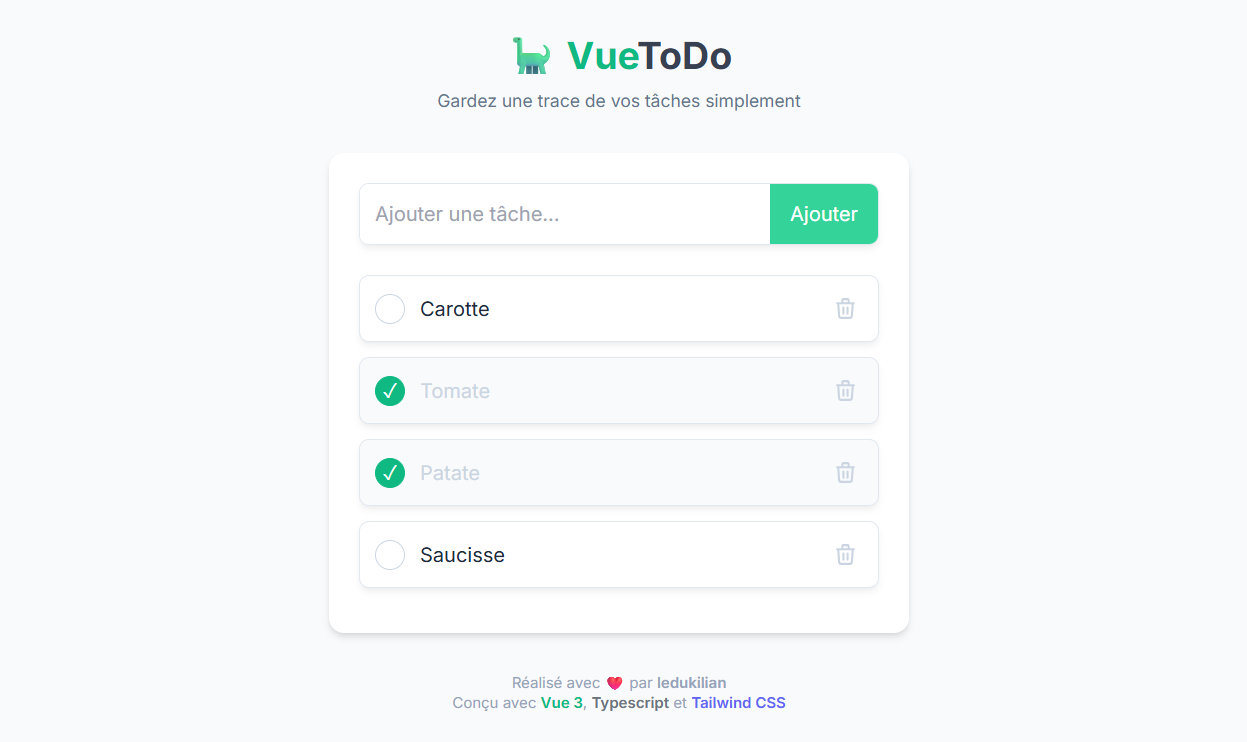 VueToDo
Gardez une trace de vos tâches simplement
Ajouter une tâche...
Ajouter
Carotte
Tomate
Patate
Saucisse
Réalisé avec ❤️ par ledukilian
Conçu avec Vue 3, Typescript et Tailwind CSS